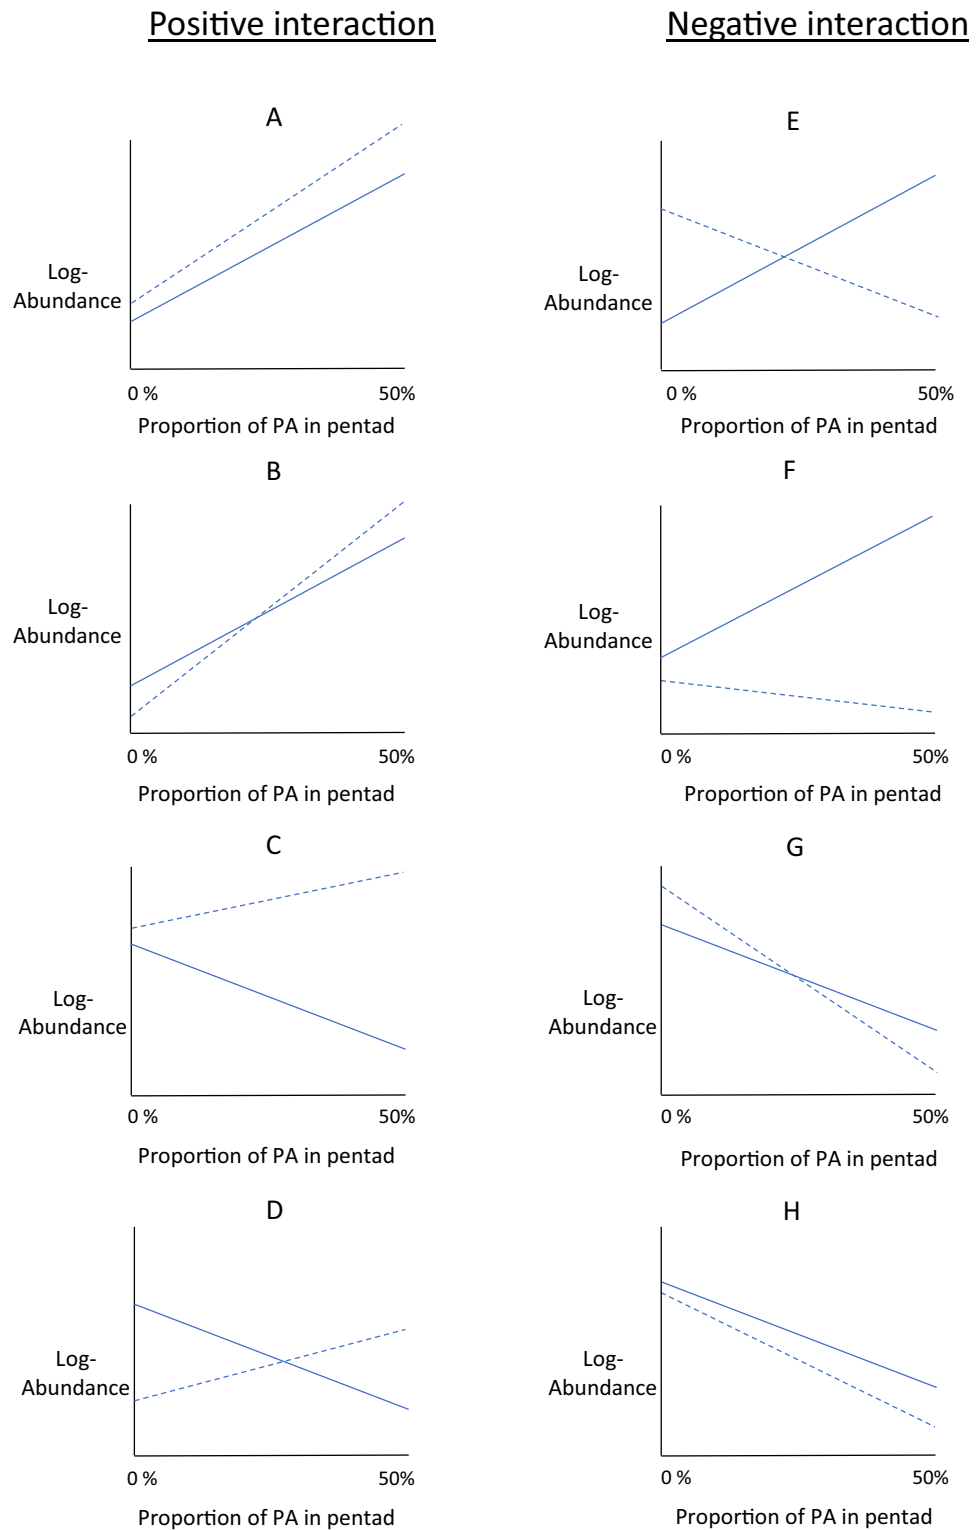 Positive interaction
Negative interaction
A
Log-
Abundance
0 %
50%
Proportion of PA in pentad
E
Log-
Abundance
0 %
50%
Proportion of PA in pentad
B
Log-
Abundance
0 %
50%
Proportion of PA in pentad
F
Log-
Abundance
0 %
50%
Proportion of PA in pentad
C
Log-
Abundance
0 %
50%
Proportion of PA in pentad
G
Log-
Abundance
0 %
50%
Proportion of PA in pentad
D
Log-
Abundance
0 %
50%
Proportion of PA in pentad
H
Log-
Abundance
0 %
50%
Proportion of PA in pentad